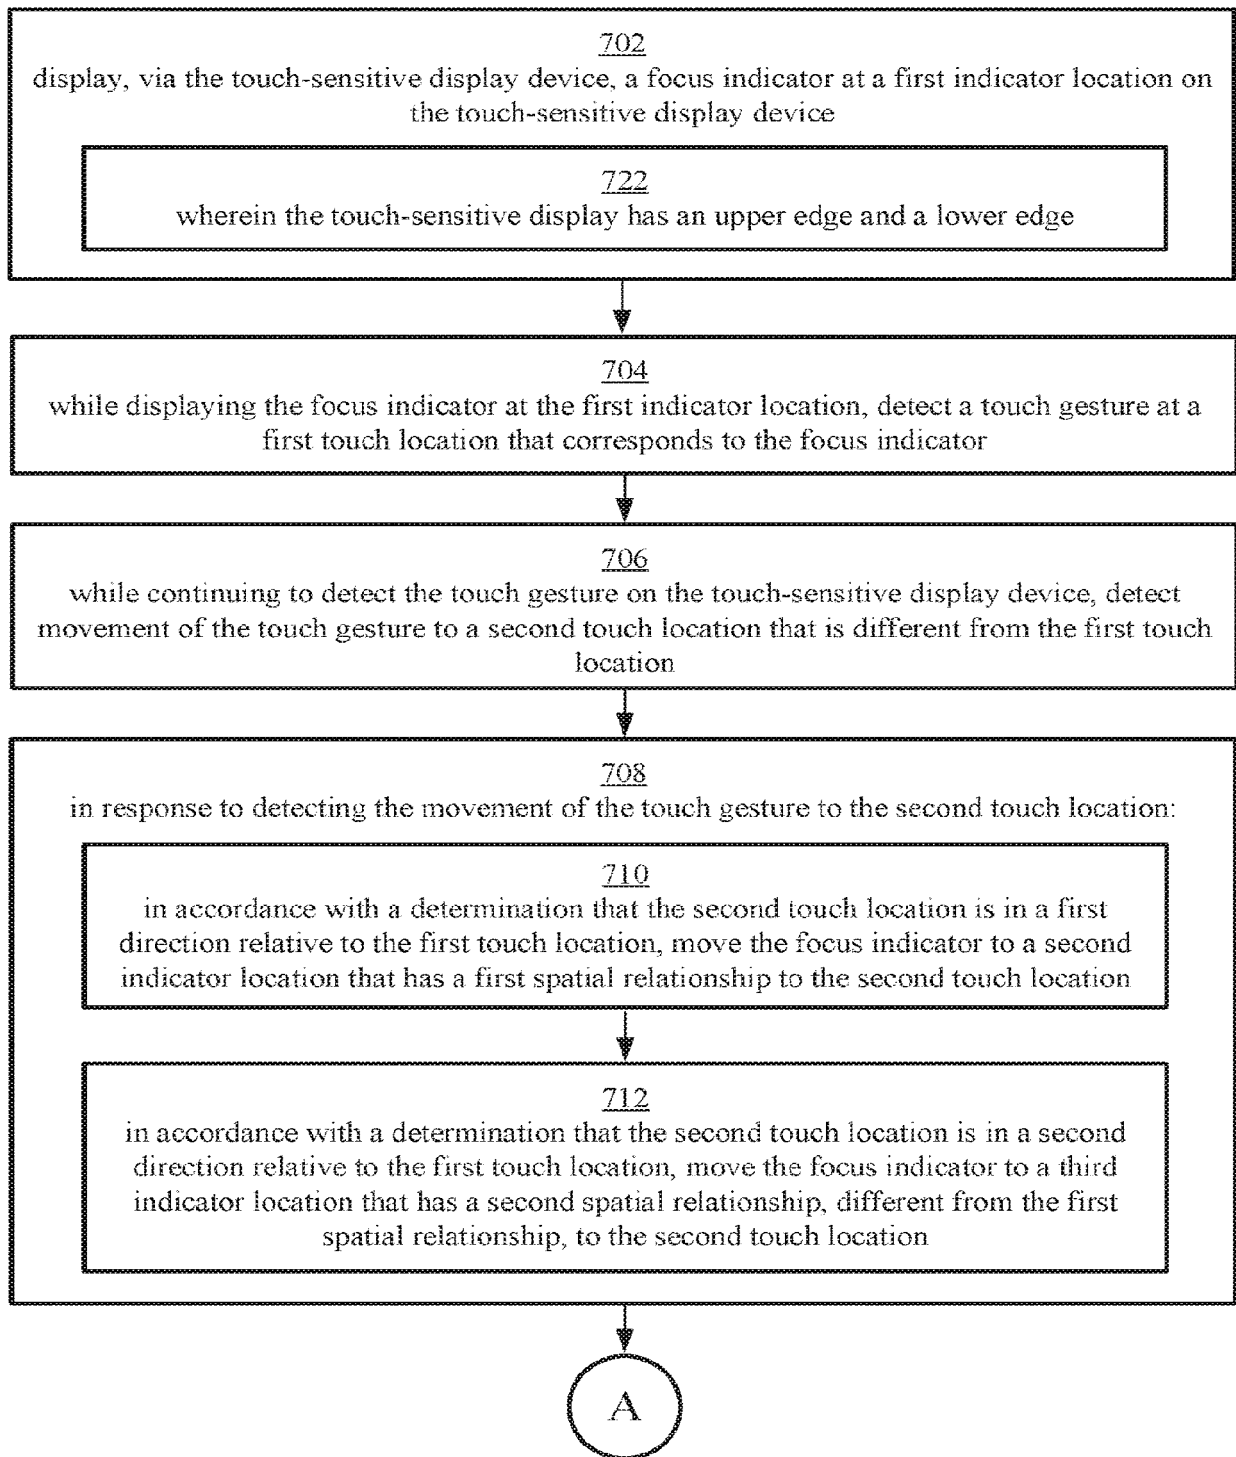 702
display, via the touch-sensitive display device, a focus indicator at a first indicator location on
the touch-sensitive display device
722
wherein the touch-sensitive display has an upper edge and a lower edge
704
while displaying the focus indicator at the first indicator location, detect a touch gesture at a
first touch location that corresponds to the focus indicator
706
while continuing to detect the touch gesture on the touch-sensitive display device, detect
movement of the touch gesture to a second touch location that is different from the first touch
location
708
in response to detecting the movement of the touch gesture to the second touch location:
710
in accordance with a determination that the second touch location is in a first
direction relative to the first touch location, move the focus indicator to a second
indicator location that has a first spatial relationship to the second touch location
712
in accordance with a determination that the second touch location is in a second
direction relative to the first touch location, move the focus indicator to a third
indicator location that has a second spatial relationship, different from the first
spatial relationship, to the second touch location
A